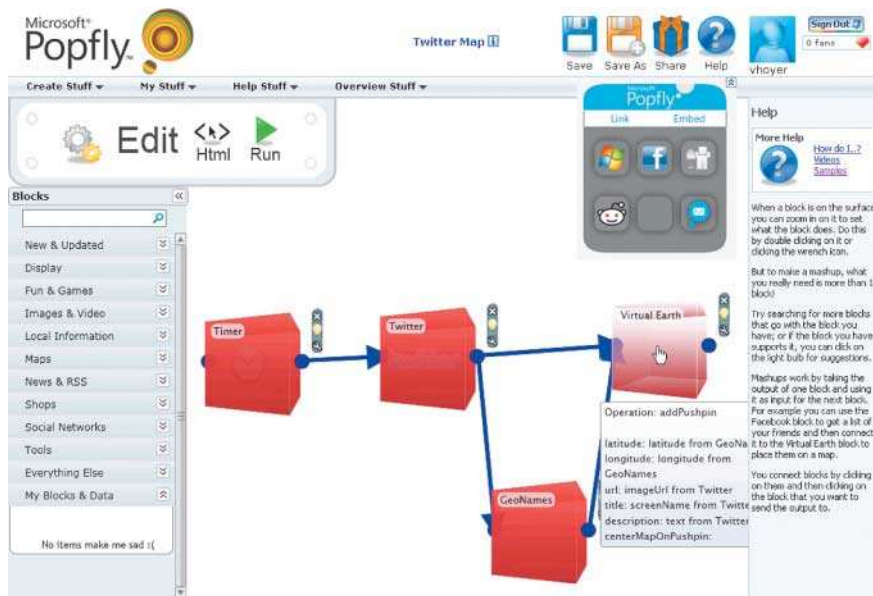 Microsoft®
Popfly™
Twitter Map
Save
Save As
Share
Help
vhoyer
Sign Out
0 fans
Create Stuff
My Stuff
Help Stuff
Overview Stuff
Edit
Html
Run
Microsoft
Popfly
Link
Embed
Blocks
New & Updated
Display
Fun & Games
Images & Video
Local Information
Maps
News & RSS
Shops
Social Networks
Tools
Everything Else
My Blocks & Data
No items make me sad :(
Timer
Twitter
Virtual Earth
GeoNames
Operation: addPushpin
latitude: latitude from GeoNa
longitude: longitude from
GeoNames
url: imageUrl from Twitter
title: screenName from Twitte
description: text from Twitter
centerMapOnPushpin:
Help
More Help
How do I..?
Videos
Samples
When a block is on the surface
you can zoom in on it to set
what the block does. Do this
by double clicking on it or
clicking the wrench icon.
But to make a mashup, what
you really need is more than 1
block!
Try searching for more blocks
that go with the block you
have; or if the block you have
supports it, you can click on
the light bulb for suggestions.
Mashups work by taking the
output of one block and using
it as input for the next block.
For example you can use the
Facebook block to get a list of
your friends and then connect
it to the Virtual Earth block to
place them on a map.
You connect blocks by clicking
on them and then clicking on
the block that you want to
send the output to.